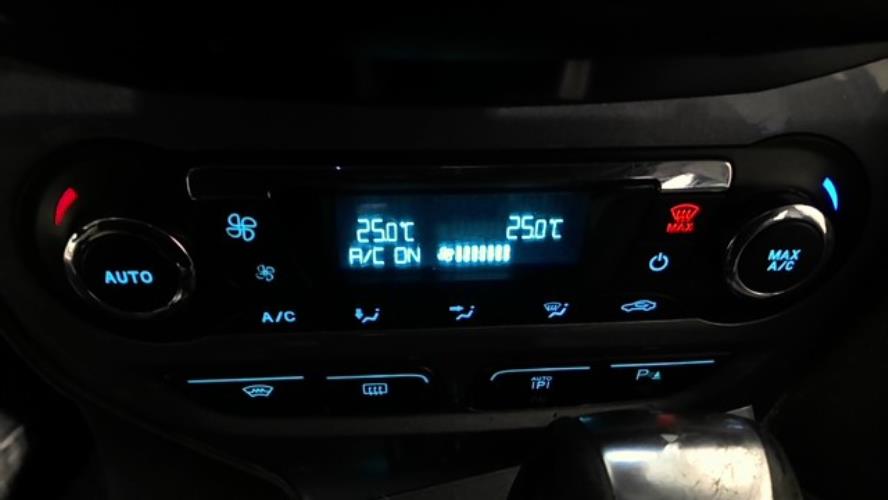 25.0℃ 25.0℃
A/C ON
MAX
AUTO
MAX
A/C
A/C
AUTO
P